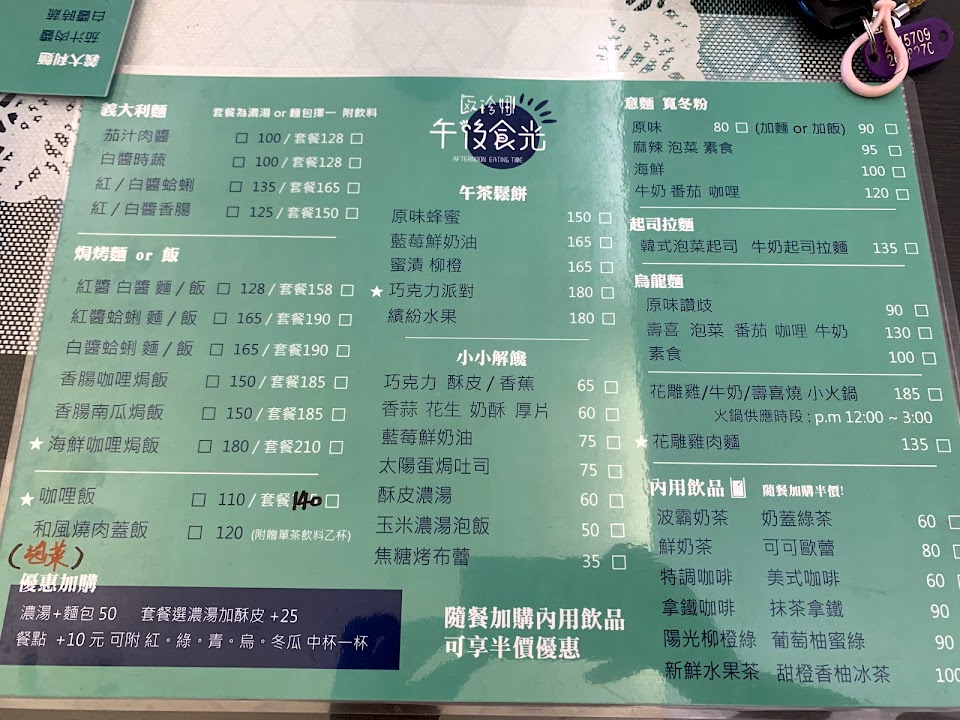 義大利麵
茄汁肉醬
白醬時蔬
義大利麵 套餐為濃湯 or 麵包擇一 附飲料
茄汁肉醬 □ 100 / 套餐128 □
白醬時蔬 □ 100 / 套餐128 □
紅 / 白醬蛤蜊 □ 135 / 套餐165 □
紅 / 白醬香腸 □ 125 / 套餐150 □
焗烤麵 or 飯
紅醬 白醬 麵 / 飯 □ 128 / 套餐158 □
紅醬蛤蜊 麵 / 飯 □ 165 / 套餐190 □
白醬蛤蜊 麵 / 飯 □ 165 / 套餐190 □
香腸咖哩焗飯 □ 150 / 套餐185 □
香腸南瓜焗飯 □ 150 / 套餐185 □
★海鮮咖哩焗飯 □ 180 / 套餐210 □
★咖哩飯 □ 110 / 套餐140 □
和風燒肉蓋飯 □ 120 (附贈單茶飲料乙杯)
(泡菜)
優惠加購
濃湯+麵包 50 套餐選濃湯加酥皮 +25
餐點 +10 元 可附 紅。綠。青。烏。冬瓜 中杯一杯
午後食光
AFTERNOON EATING TIME
午茶鬆餅
原味蜂蜜 150 □
藍莓鮮奶油 165 □
蜜漬 柳橙 165 □
★巧克力派對 180 □
繽紛水果 180 □
小小解饞
巧克力 酥皮 / 香蕉 65 □
香蒜 花生 奶酥 厚片 60 □
藍莓鮮奶油 75 □
太陽蛋焗吐司 75 □
酥皮濃湯 60 □
玉米濃湯泡飯 50 □
焦糖烤布蕾 35 □
隨餐加購內用飲品
可享半價優惠
意麵 寬冬粉
原味 80 □ (加麵 or 加飯) 90 □
麻辣 泡菜 素食 95 □
海鮮 100 □
牛奶 番茄 咖哩 120 □
起司拉麵
韓式泡菜起司 牛奶起司拉麵 135 □
烏龍麵
原味讚歧 90 □
壽喜 泡菜 番茄 咖哩 牛奶 130 □
素食 100 □
花雕雞/牛奶/壽喜燒 小火鍋 185 □
火鍋供應時段 : p.m 12:00 ~ 3:00
★花雕雞肉麵 135 □
內用飲品 隨餐加購半價!
波霸奶茶 奶蓋綠茶 60 □
鮮奶茶 可可歐蕾 80 □
特調咖啡 美式咖啡 60
拿鐵咖啡 抹茶拿鐵 90
陽光柳橙綠 葡萄柚蜜綠 90
新鮮水果茶 甜橙香柚冰茶 100